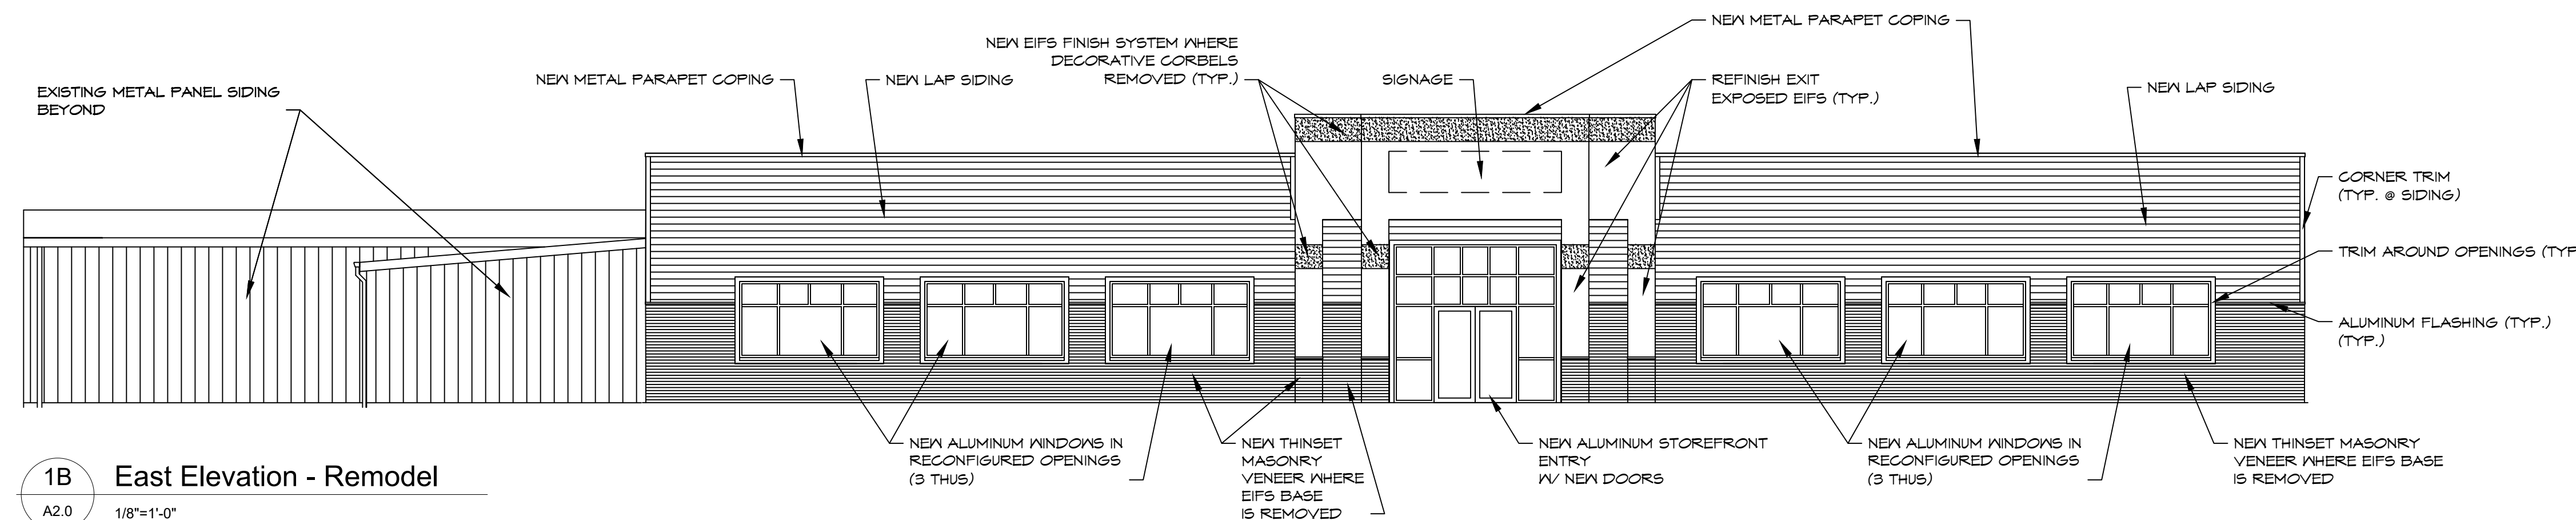 NEW METAL PARAPET COPING
NEW EIFS FINISH SYSTEM WHERE
DECORATIVE CORBELS
REMOVED (TYP.)
EXISTING METAL PANEL SIDING
BEYOND
NEW METAL PARAPET COPING
NEW LAP SIDING
SIGNAGE
REFINISH EXIT
EXPOSED EIFS (TYP.)
NEW LAP SIDING
CORNER TRIM
(TYP. @ SIDING)
TRIM AROUND OPENINGS (TYP
ALUMINUM FLASHING (TYP.)
(TYP.)
NEW ALUMINUM WINDOWS IN
RECONFIGURED OPENINGS
(3 THUS)
NEW THINSET
MASONRY
VENEER WHERE
EIFS BASE
IS REMOVED
NEW ALUMINUM STOREFRONT
ENTRY
W/ NEW DOORS
NEW ALUMINUM WINDOWS IN
RECONFIGURED OPENINGS
(3 THUS)
NEW THINSET MASONRY
VENEER WHERE EIFS BASE
IS REMOVED
1B
East Elevation - Remodel
A2.0
1/8"=1'-0"